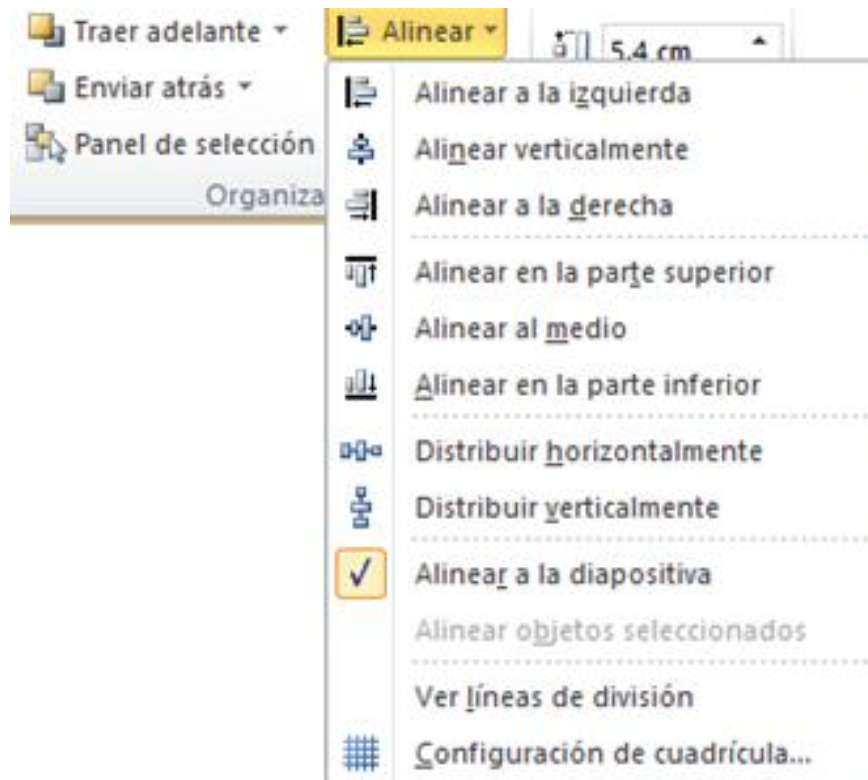 Traer adelante
Enviar atrás
Panel de selección
Organiza
Alinear
5,4 cm
Alinear a la izquierda
Alinear verticalmente
Alinear a la derecha
Alinear en la parte superior
Alinear al medio
Alinear en la parte inferior
Distribuir horizontalmente
Distribuir verticalmente
Alinear a la diapositiva
Alinear objetos seleccionados
Ver líneas de división
Configuración de cuadrícula...